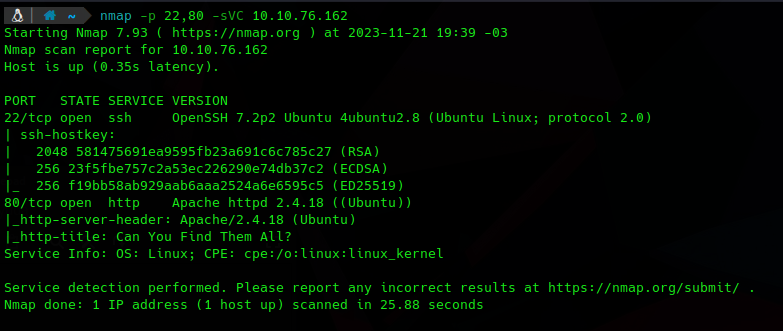 ~ nmap -p 22,80 -sVC 10.10.76.162
Starting Nmap 7.93 ( https://nmap.org ) at 2023-11-21 19:39 -03
Nmap scan report for 10.10.76.162
Host is up (0.35s latency).

PORT   STATE SERVICE VERSION
22/tcp open  ssh     OpenSSH 7.2p2 Ubuntu 4ubuntu2.8 (Ubuntu Linux; protocol 2.0)
| ssh-hostkey:
|   2048 581475691ea9595fb23a691c6c785c27 (RSA)
|   256 23f5fbe757c2a53ec226290e74db37c2 (ECDSA)
|_  256 f19bb58ab929aab6aaa2524a6e6595c5 (ED25519)
80/tcp open  http    Apache httpd 2.4.18 ((Ubuntu))
|_http-server-header: Apache/2.4.18 (Ubuntu)
|_http-title: Can You Find Them All?
Service Info: OS: Linux; CPE: cpe:/o:linux:linux_kernel

Service detection performed. Please report any incorrect results at https://nmap.org/submit/ .
Nmap done: 1 IP address (1 host up) scanned in 25.88 seconds